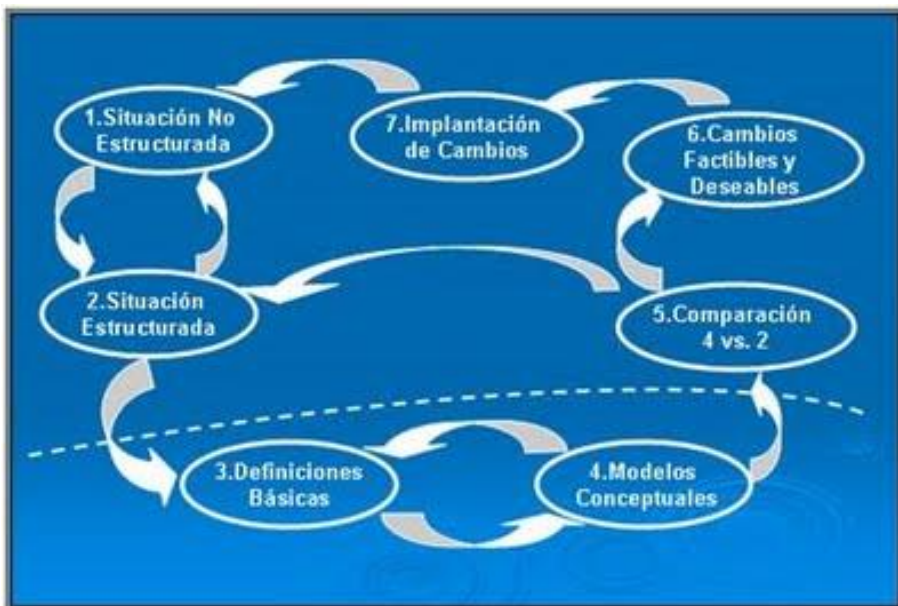 1.Situación No
Estructurada
7.Implantación
de Cambios
6.Cambios
Factibles y
Deseables
2.Situación
Estructurada
5.Comparación
4 vs. 2
3.Definiciones
Básicas
4.Modelos
Conceptuales